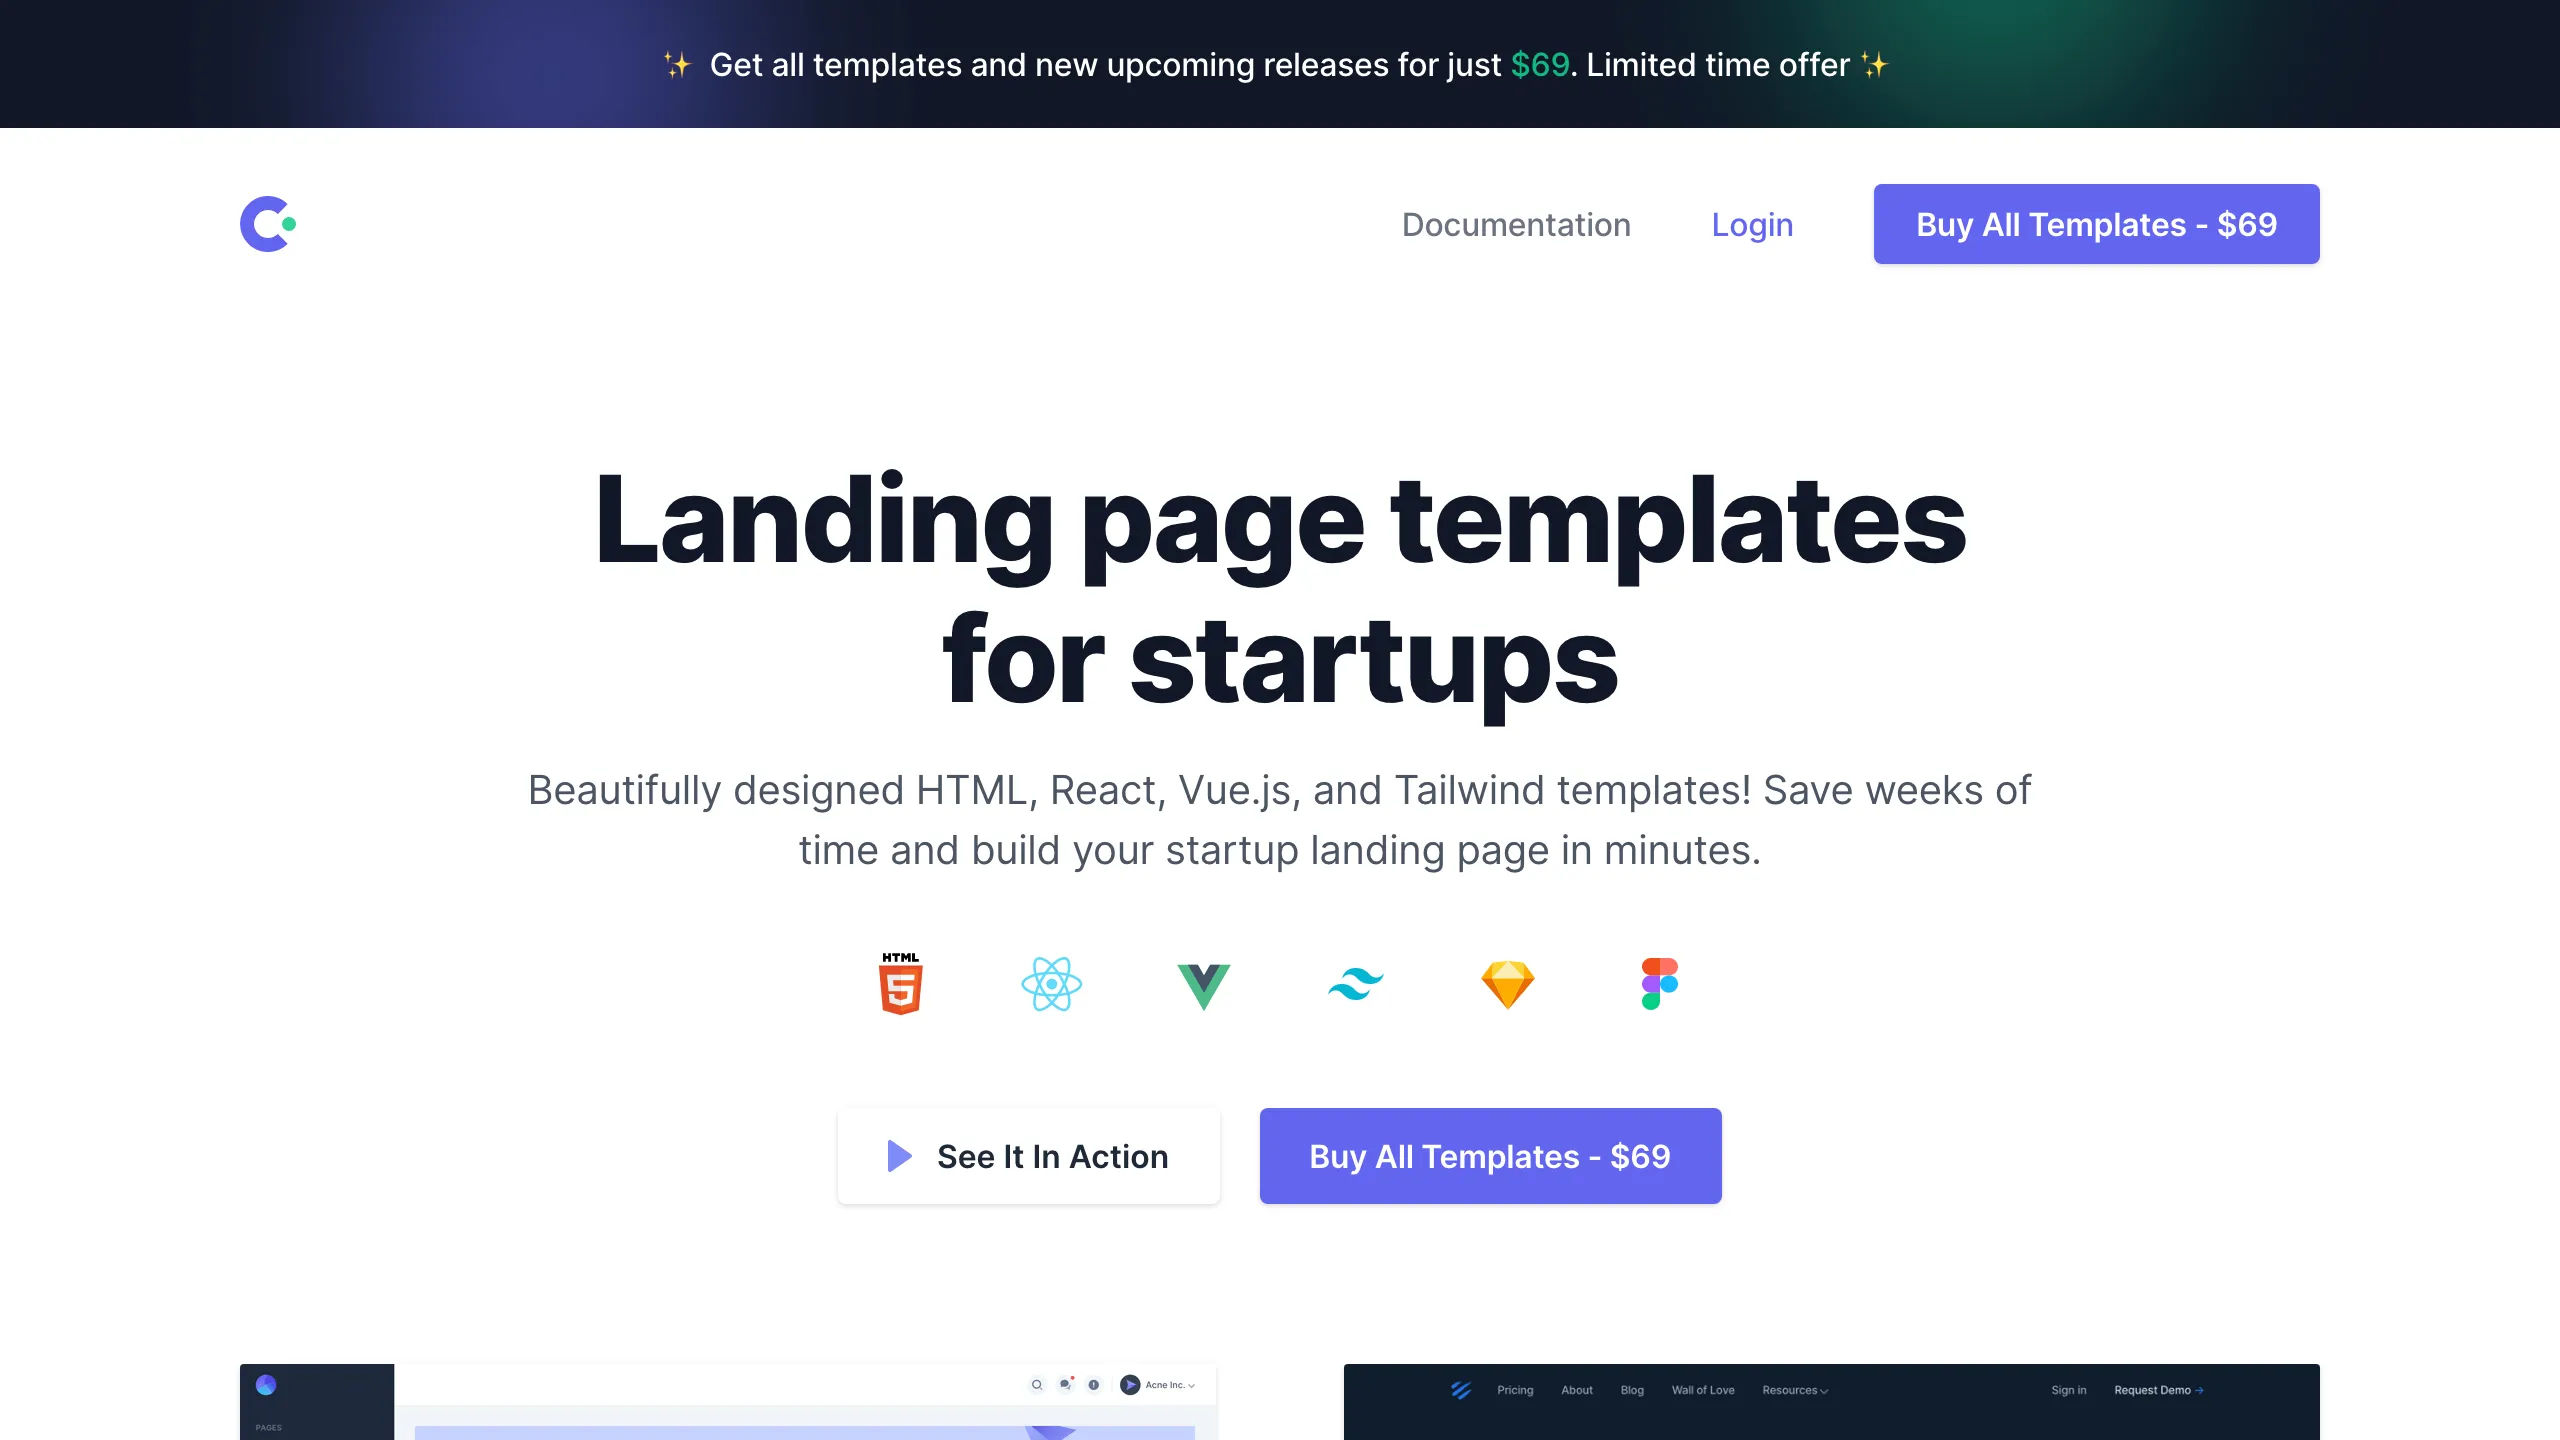 ✨ Get all templates and new upcoming releases for just $69. Limited time offer ✨
Documentation
Login
Buy All Templates - $69
Landing page templates
for startups
Beautifully designed HTML, React, Vue.js, and Tailwind templates! Save weeks of
time and build your startup landing page in minutes.
HTML
5
See It In Action
Buy All Templates - $69
Acne Inc.
PAGES
Pricing
About
Blog
Wall of Love
Resources
Sign in
Request Demo →